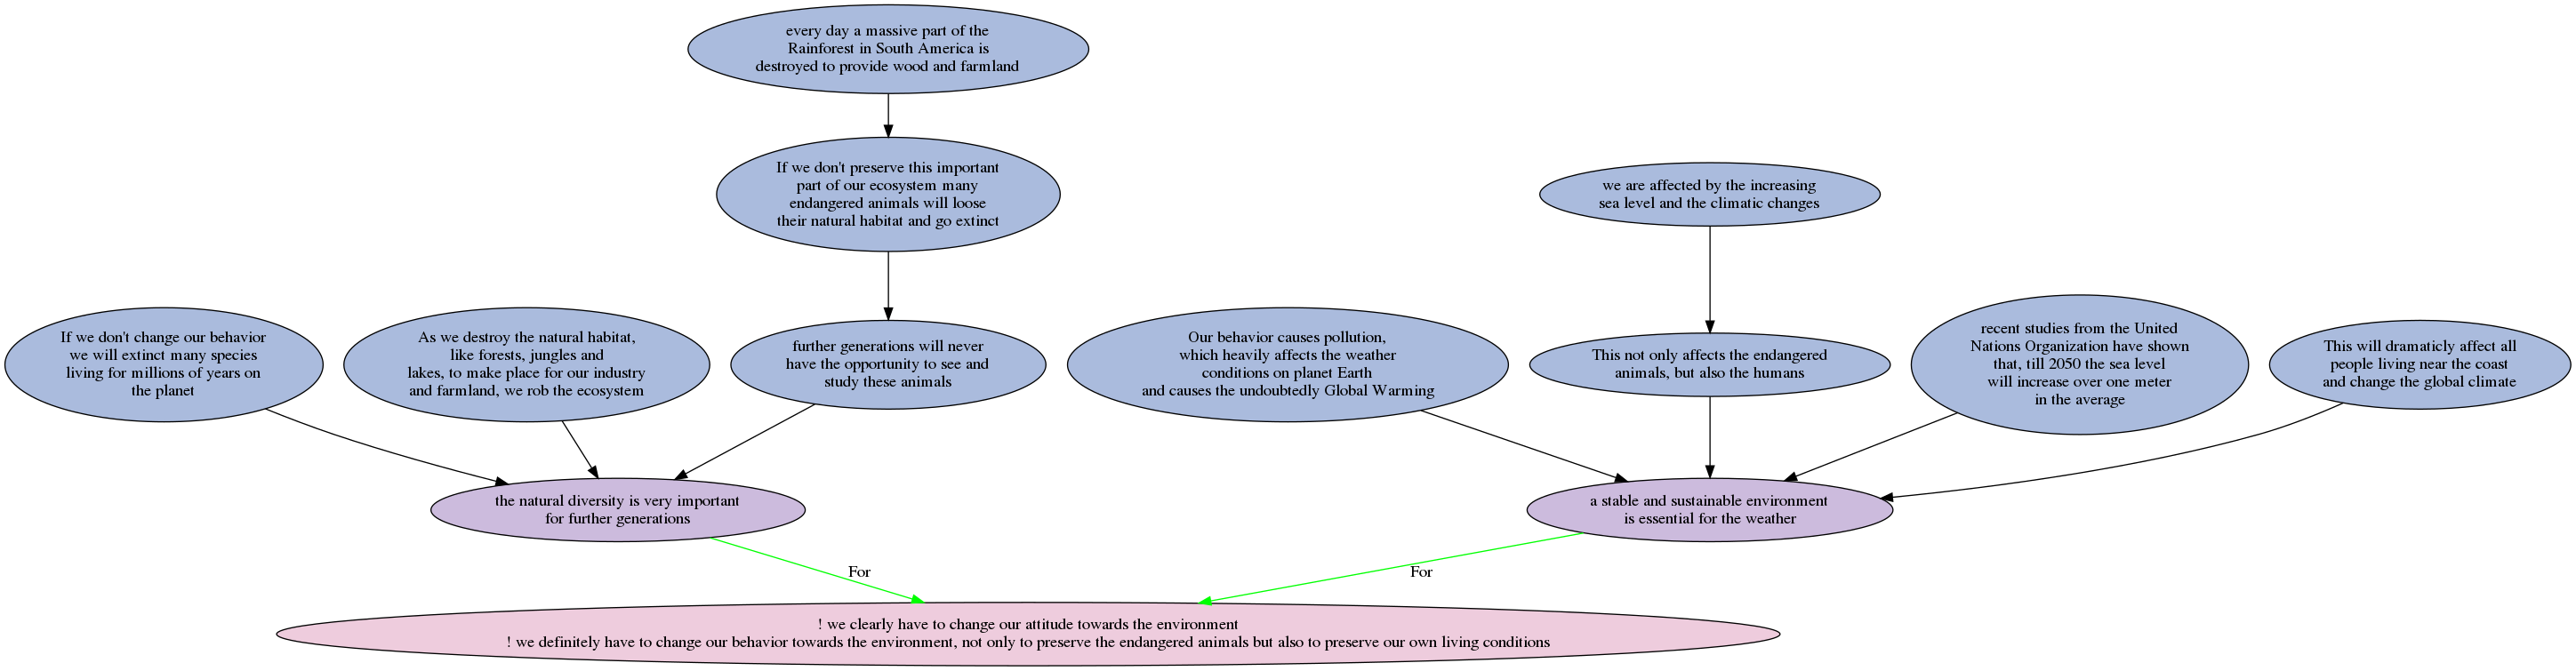 every day a massive part of the
Rainforest in South America is
destroyed to provide wood and farmland
If we don't preserve this important
part of our ecosystem many
endangered animals will loose
their natural habitat and go extinct
we are affected by the increasing
sea level and the climatic changes
If we don't change our behavior
we will extinct many species
living for millions of years on
the planet
As we destroy the natural habitat,
like forests, jungles and
lakes, to make place for our industry
and farmland, we rob the ecosystem
further generations will never
have the opportunity to see and
study these animals
Our behavior causes pollution,
which heavily affects the weather
conditions on planet Earth
and causes the undoubtedly Global Warming
This not only affects the endangered
animals, but also the humans
recent studies from the United
Nations Organization have shown
that, till 2050 the sea level
will increase over one meter
in the average
This will dramaticly affect all
people living near the coast
and change the global climate
the natural diversity is very important
for further generations
a stable and sustainable environment
is essential for the weather
For
For
! we clearly have to change our attitude towards the environment
! we definitely have to change our behavior towards the environment, not only to preserve the endangered animals but also to preserve our own living conditions